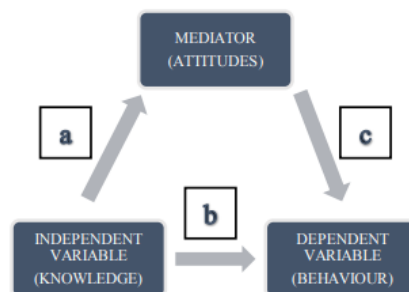 MEDIATOR
(ATTITUDES)
a
c
b
INDEPENDENT
VARIABLE
(KNOWLEDGE)
DEPENDENT
VARIABLE
(BEHAVIOUR)